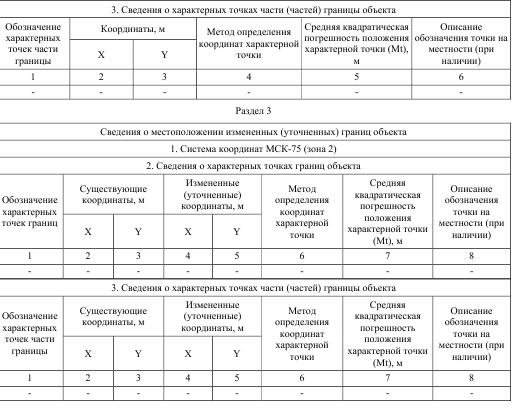 3. Сведения о характерных точках части (частей) границы объекта
Обозначение характерных точек части границы
Координаты, м
Метод определения координат характерной точки
Средняя квадратическая погрешность положения характерной точки (Mt), м
Описание обозначения точки на местности (при наличии)
X Y
1 2 3 4 5 6
- - - - - -
Раздел 3
Сведения о местоположении измененных (уточненных) границ объекта
1. Система координат МСК-75 (зона 2)
2. Сведения о характерных точках границ объекта
Обозначение характерных точек границ
Существующие координаты, м
Измененные (уточненные) координаты, м
Метод определения координат характерной точки
Средняя квадратическая погрешность положения характерной точки (Mt), м
Описание обозначения точки на местности (при наличии)
X Y X Y
1 2 3 4 5 6 7 8
- - - - - - - -
3. Сведения о характерных точках части (частей) границы объекта
Обозначение характерных точек части границы
Существующие координаты, м
Измененные (уточненные) координаты, м
Метод определения координат характерной точки
Средняя квадратическая погрешность положения характерной точки (Mt), м
Описание обозначения точки на местности (при наличии)
X Y X Y
1 2 3 4 5 6 7 8
- - - - - - - -